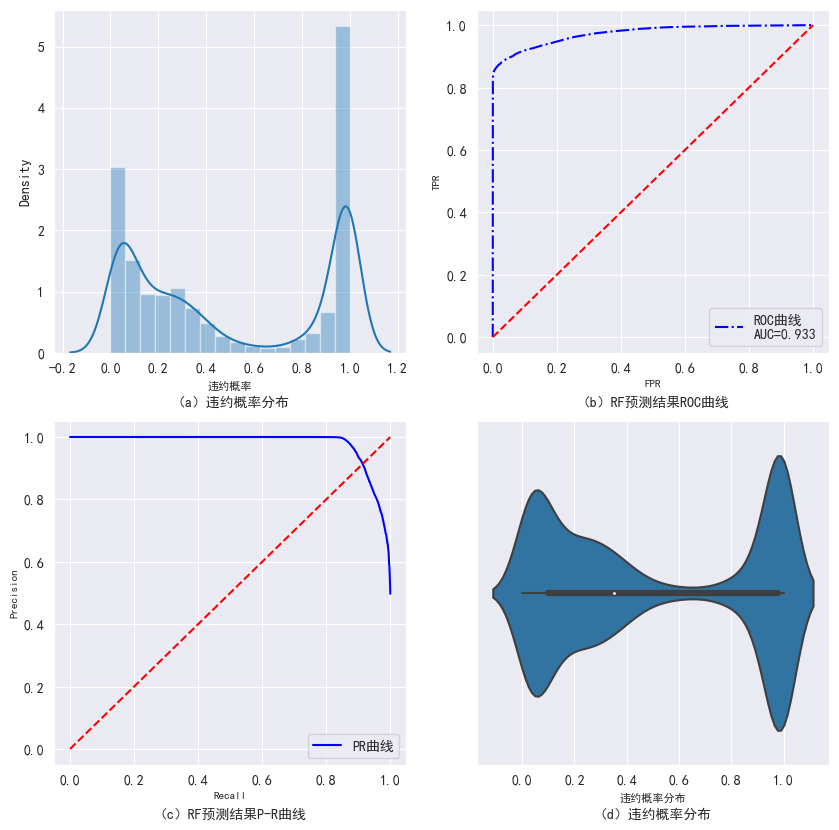 5
4
3
2
1
0
Density
-0.2 0.0 0.2 0.4 0.6 0.8 1.0 1.2
违约概率
（a）违约概率分布
1.0
0.8
0.6
0.4
0.2
0.0
TPR
ROC曲线
AUC=0.933
0.0 0.2 0.4 0.6 0.8 1.0
FPR
（b）RF预测结果ROC曲线
1.0
0.8
0.6
0.4
0.2
0.0
Precision
PR曲线
0.0 0.2 0.4 0.6 0.8 1.0
Recall
（c）RF预测结果P-R曲线
0.0 0.2 0.4 0.6 0.8 1.0
违约概率分布
（d）违约概率分布